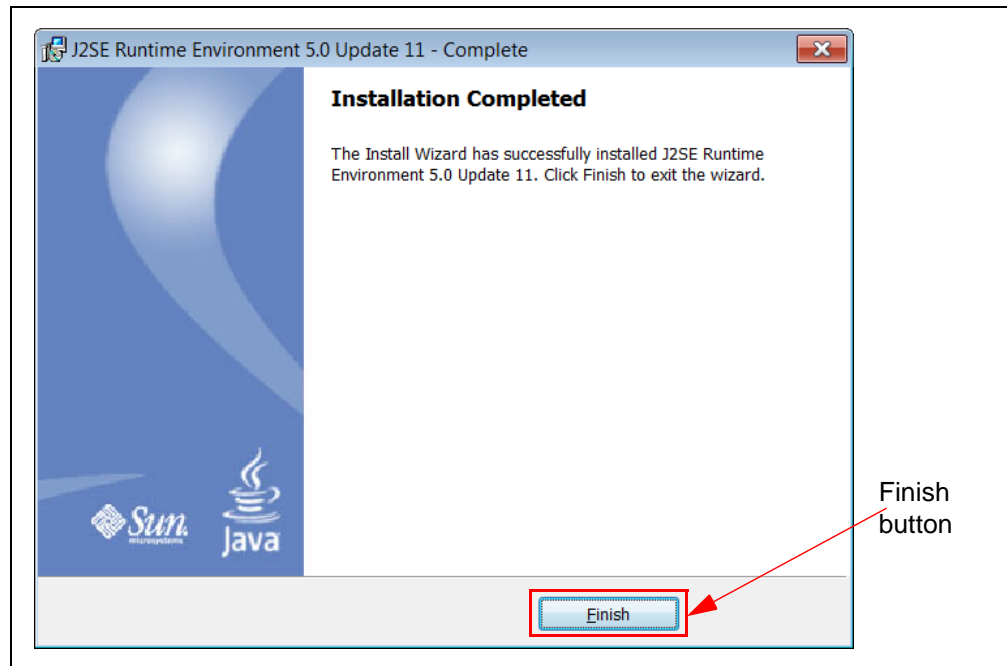 J2SE Runtime Environment 5.0 Update 11 - Complete
Installation Completed
The Install Wizard has successfully installed J2SE Runtime
Environment 5.0 Update 11. Click Finish to exit the wizard.
Sun
microsystems
Java
Finish
button
Finish